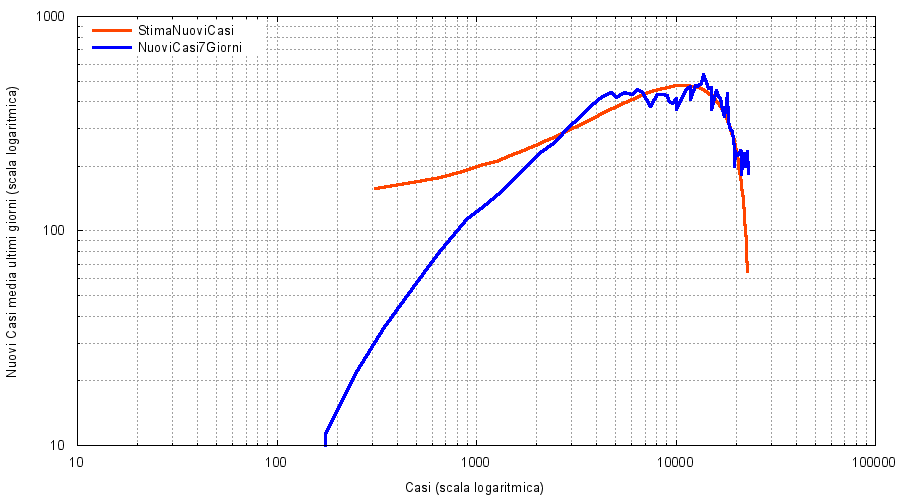 1000
StimaNuoviCasi
NuoviCasi7Giorni
Nuovi Casi media ultimi giorni (scala logaritmica)
100
10
10 100 1000 10000 100000
Casi (scala logaritmica)